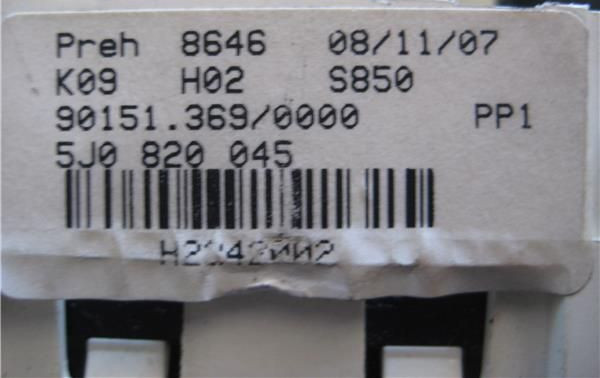 Preh 8646 08/11/07
K09 H02 S850
90151.369/0000 PP1
5J0 820 045